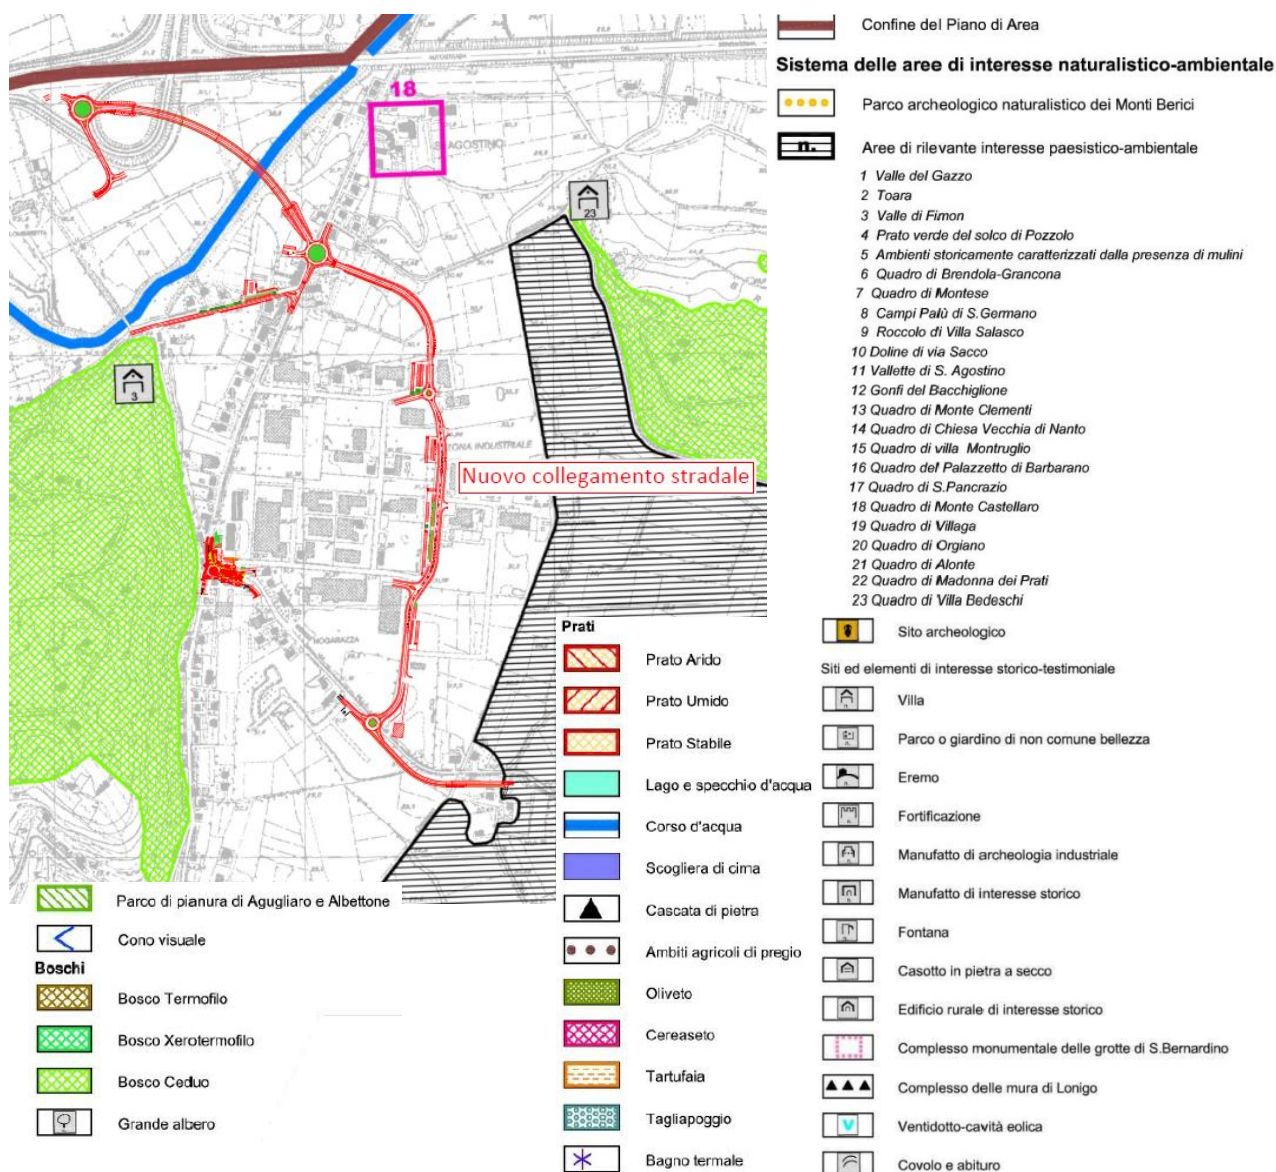 18
S. AGOSTINO
23
3
ZONA INDUSTRIALE
Nuovo collegamento stradale
NOGARAZZA
Confine del Piano di Area
Sistema delle aree di interesse naturalistico-ambientale
Parco archeologico naturalistico dei Monti Berici
n.
Aree di rilevante interesse paesistico-ambientale
1 Valle del Gazzo
2 Toara
3 Valle di Fimon
4 Prato verde del solco di Pozzolo
5 Ambienti storicamente caratterizzati dalla presenza di mulini
6 Quadro di Brendola-Grancona
7 Quadro di Montese
8 Campi Palù di S.Germano
9 Roccolo di Villa Salasco
10 Doline di via Sacco
11 Vallette di S. Agostino
12 Gonfi del Bacchiglione
13 Quadro di Monte Clementi
14 Quadro di Chiesa Vecchia di Nanto
15 Quadro di villa Montruglio
16 Quadro del Palazzetto di Barbarano
17 Quadro di S.Pancrazio
18 Quadro di Monte Castellaro
19 Quadro di Villaga
20 Quadro di Orgiano
21 Quadro di Alonte
22 Quadro di Madonna dei Prati
23 Quadro di Villa Bedeschi
Sito archeologico
Siti ed elementi di interesse storico-testimoniale
Villa
Parco o giardino di non comune bellezza
Eremo
Fortificazione
Manufatto di archeologia industriale
Manufatto di interesse storico
Fontana
Casotto in pietra a secco
Edificio rurale di interesse storico
Complesso monumentale delle grotte di S.Bernardino
Complesso delle mura di Lonigo
V
Ventidotto-cavità eolica
Covolo e abituro
Prati
Prato Arido
Prato Umido
Prato Stabile
Lago e specchio d'acqua
Corso d'acqua
Scogliera di cima
Cascata di pietra
Ambiti agricoli di pregio
Oliveto
Cereaseto
Tartufaia
Tagliapoggio
Bagno termale
Parco di pianura di Agugliaro e Albettone
Cono visuale
Boschi
Bosco Termofilo
Bosco Xerotermofilo
Bosco Ceduo
Grande albero